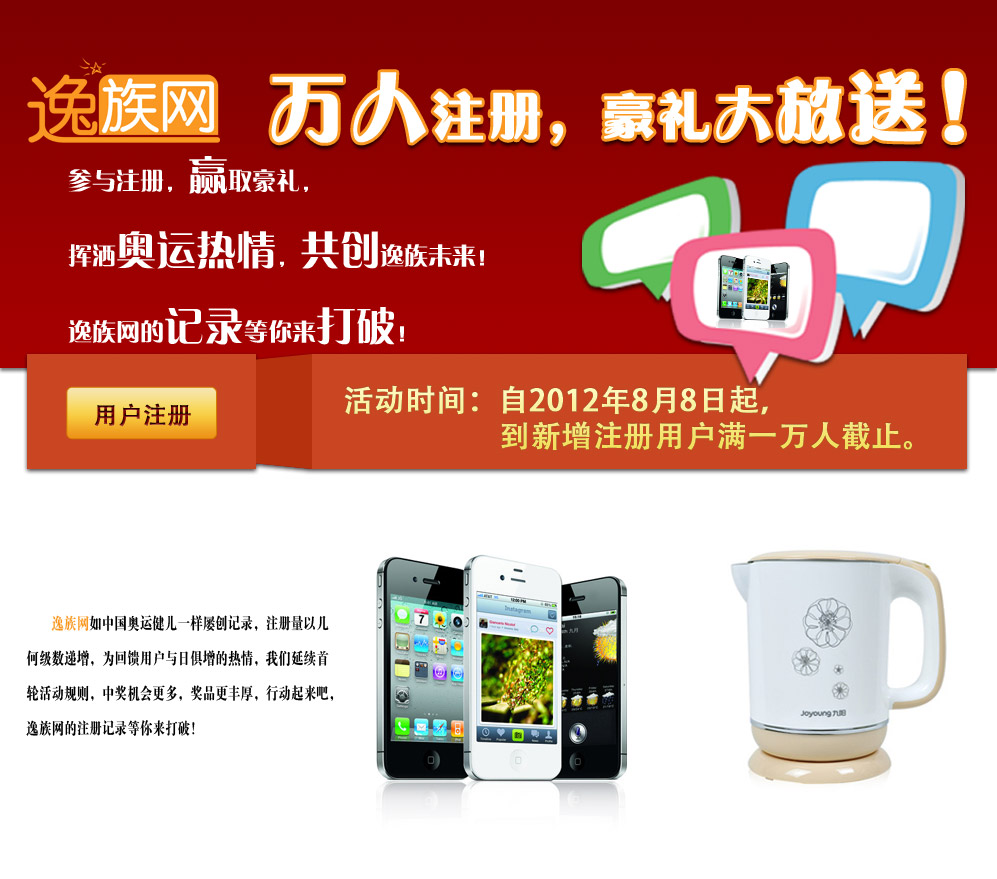 逸族网
万人注册，豪礼大放送！
参与注册，赢取豪礼，
挥洒奥运热情，共创逸族未来！
逸族网的记录等你来打破！
用户注册
活动时间：自2012年8月8日起，
到新增注册用户满一万人截止。
逸族网如中国奥运健儿一样屡创记录，注册量以几
何级数递增，为回馈用户与日俱增的热情，我们延续首
轮活动规则，中奖机会更多，奖品更丰厚，行动起来吧，
逸族网的注册记录等你来打破！
12:00 PM
Instagram
Joyoung九阳